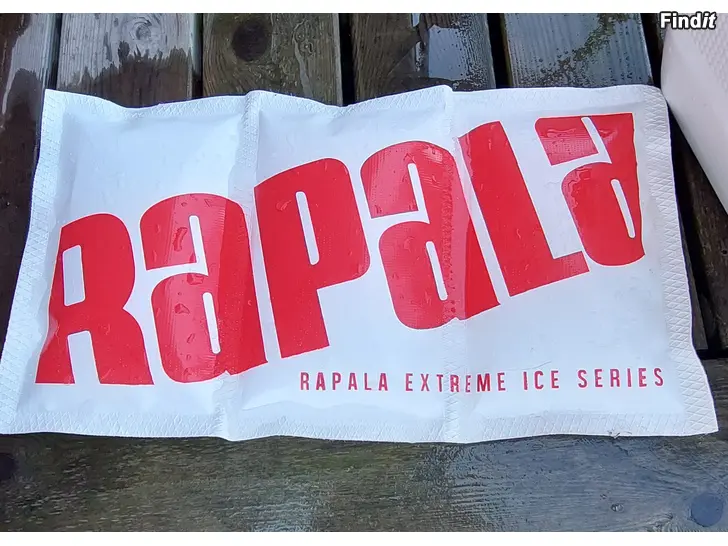 Findit
RaPaLa
RAPALA EXTREME ICE SERIES